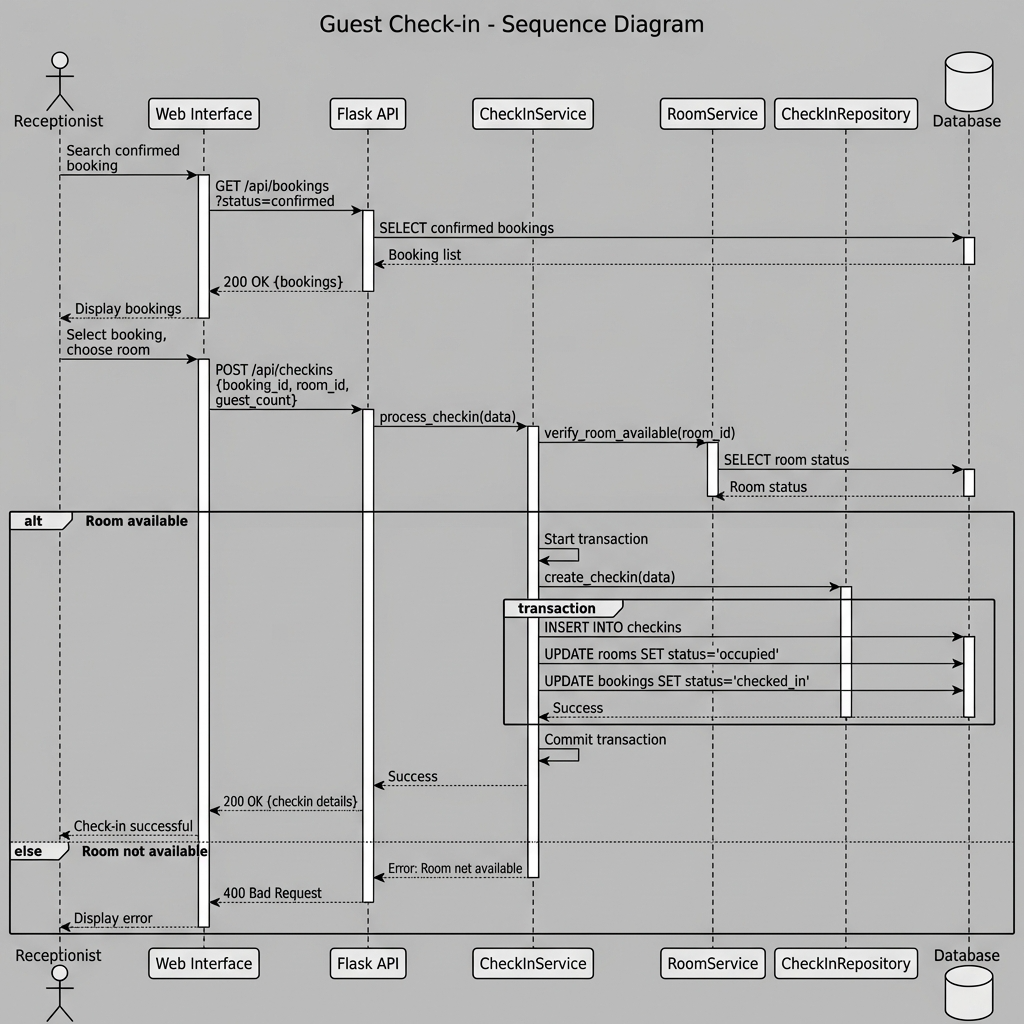 Guest Check-in - Sequence Diagram
Receptionist
Web Interface
Flask API
CheckInService
RoomService
CheckInRepository
Database
Search confirmed
booking
GET /api/bookings
?status=confirmed
SELECT confirmed bookings
Booking list
200 OK {bookings}
Display bookings
Select booking,
choose room
POST /api/checkins
{booking_id, room_id,
guest_count}
process_checkin(data)
verify_room_available(room_id)
SELECT room status
Room status
alt
Room available
Start transaction
create_checkin(data)
transaction
INSERT INTO checkins
UPDATE rooms SET status='occupied'
UPDATE bookings SET status='checked_in'
Success
Commit transaction
Success
200 OK {checkin details}
Check-in successful
else
Room not available
Error: Room net available
400 Bad Request
Display error
Receptionist
Web Interface
Flask API
CheckInService
RoomService
CheckInRepository
Database